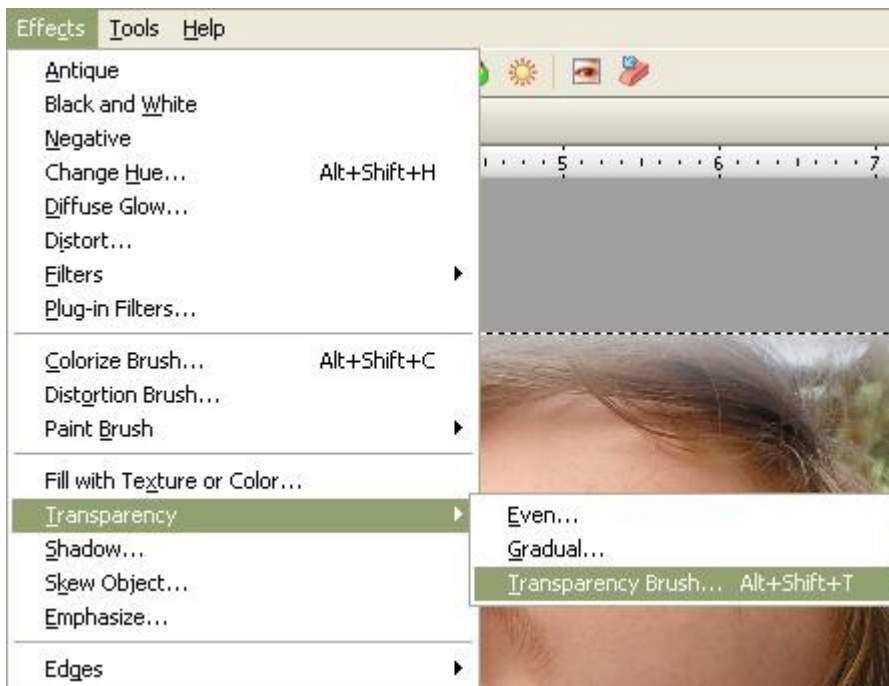 Effects Tools Help
Antique
Black and White
Negative
Change Hue... Alt+Shift+H
Diffuse Glow...
Distort...
Filters
Plug-in Filters...
5 6 7
Colorize Brush... Alt+Shift+C
Distortion Brush...
Paint Brush
Fill with Texture or Color...
Transparency
Even...
Shadow...
Gradual...
Skew Object...
Transparency Brush... Alt+Shift+T
Emphasize...
Edges